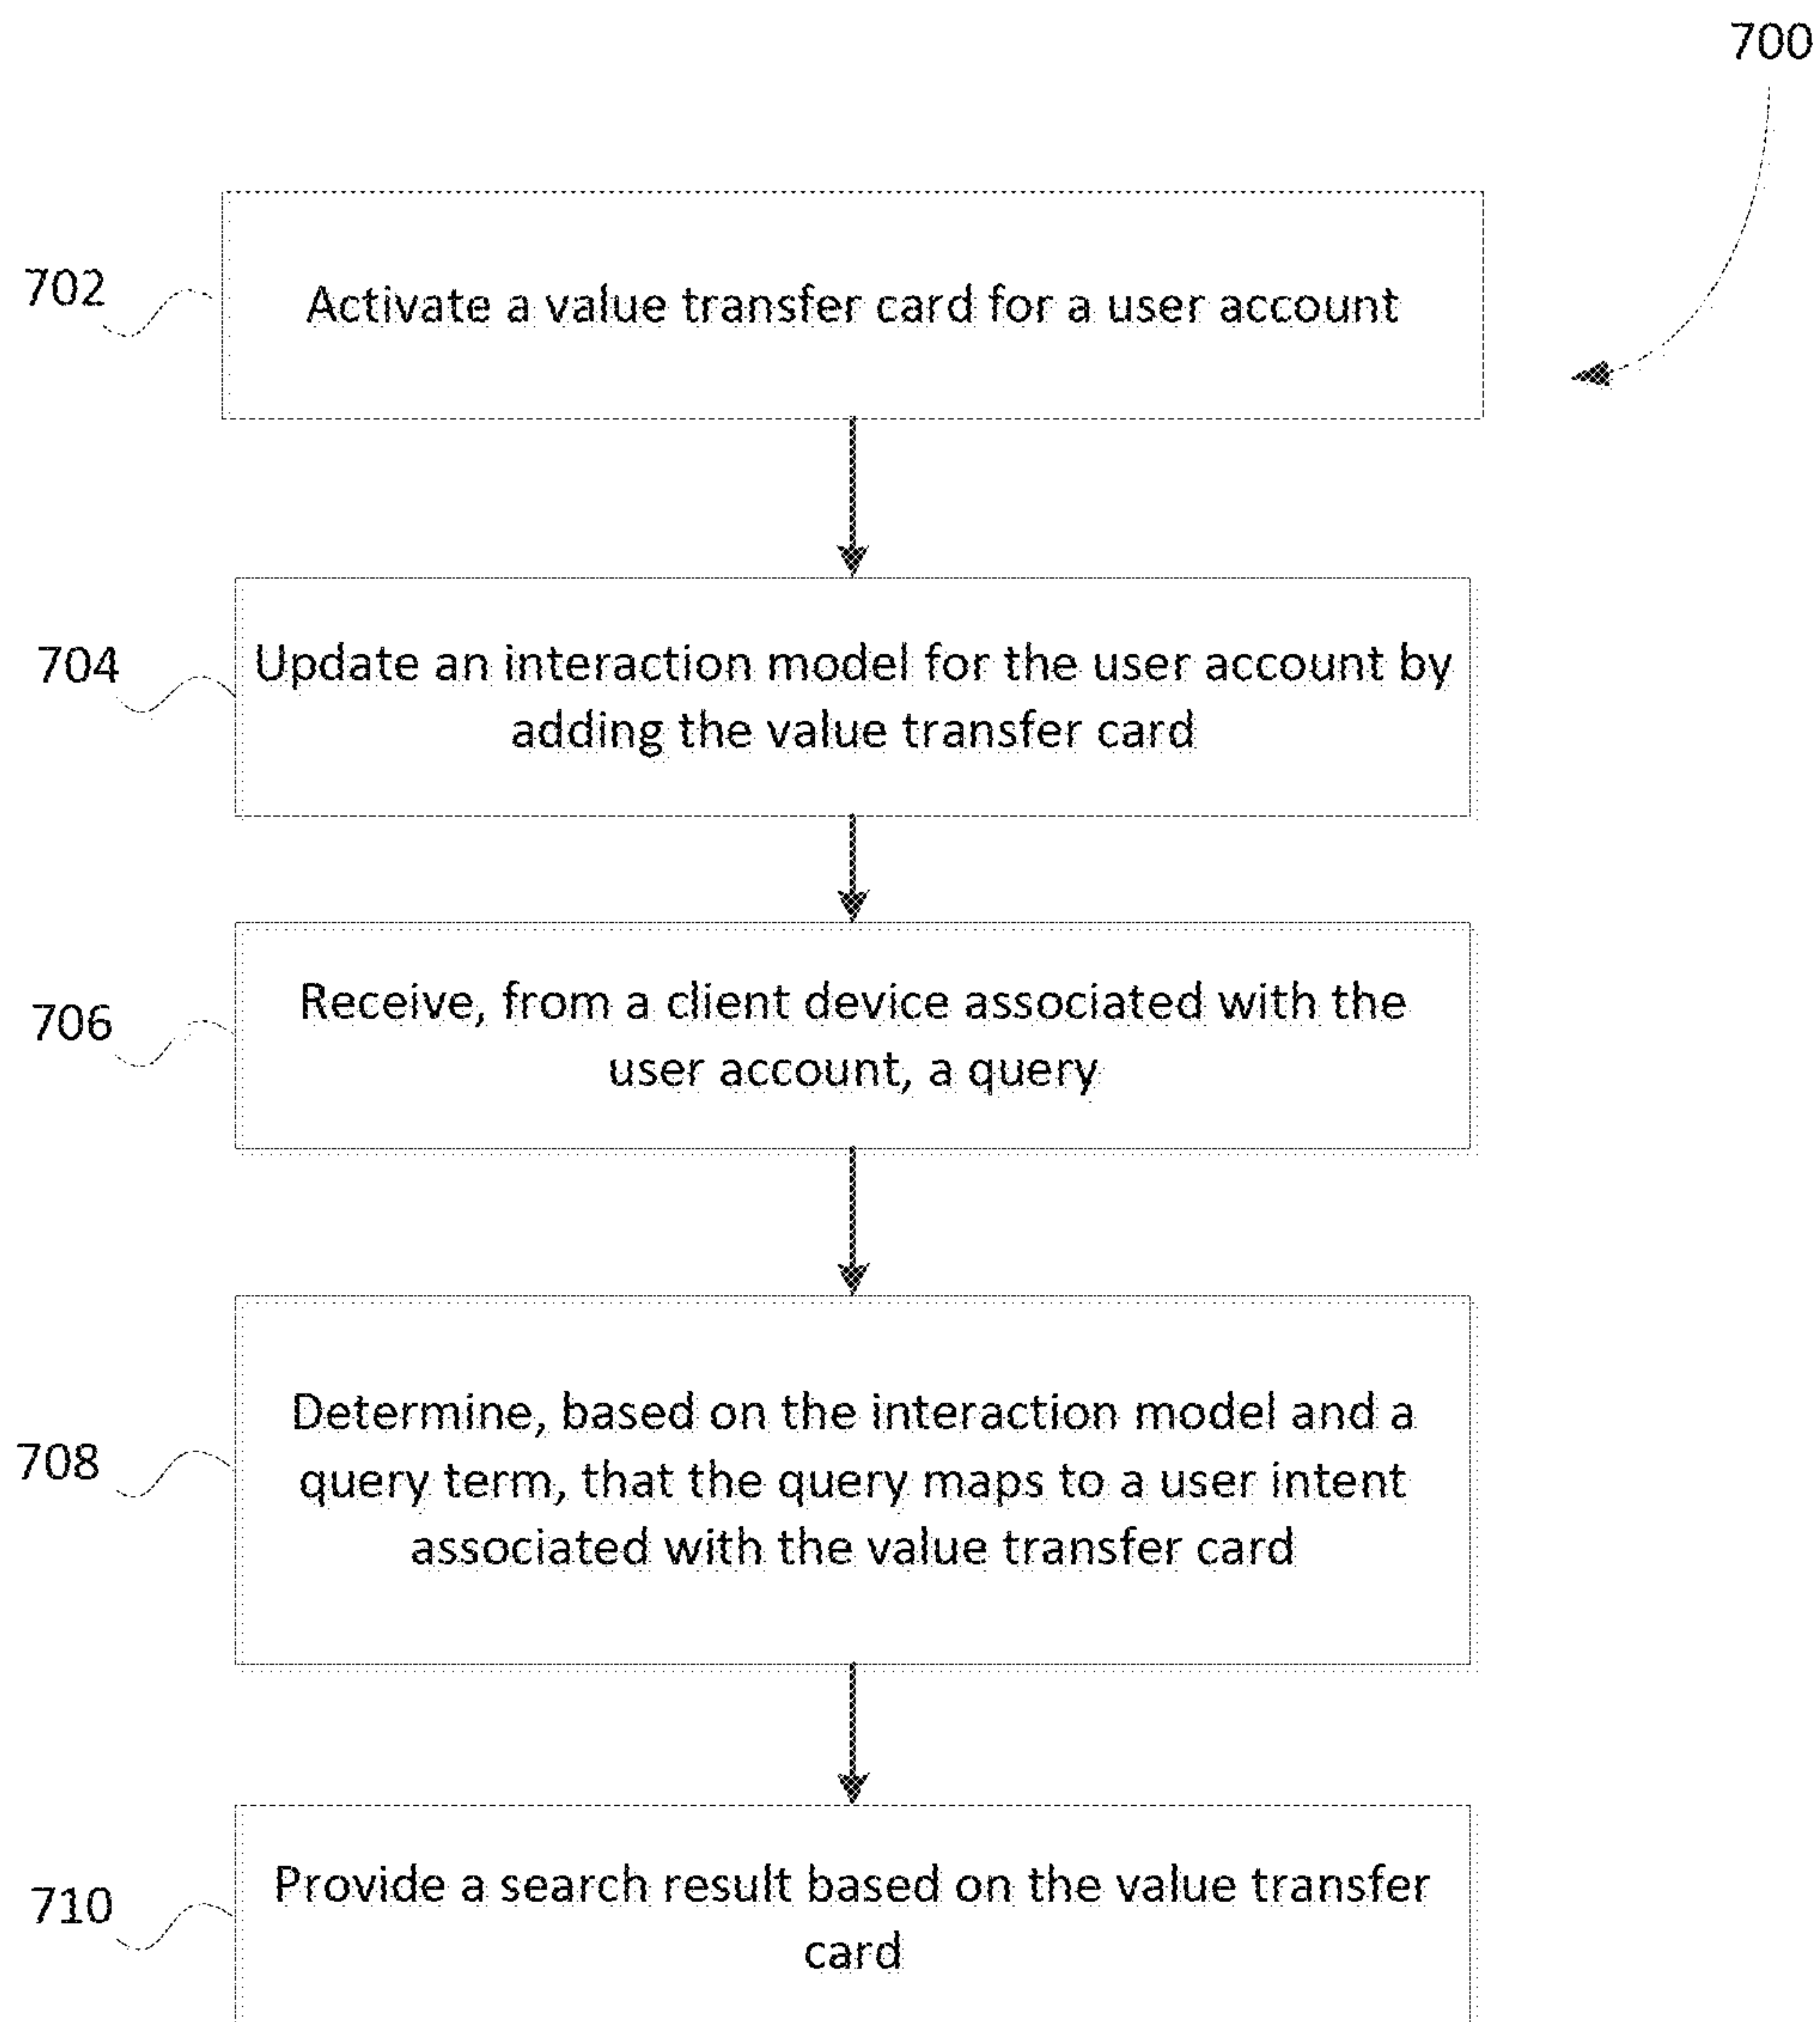 700
702
Activate a value transfer card for a user account
704
Update an interaction model for the user account by
adding the value transfer card
706
Receive, from a client device associated with the
user account, a query
708
Determine, based on the interaction model and a
query term, that the query maps to a user intent
associated with the value transfer card
710
Provide a search result based on the value transfer
card